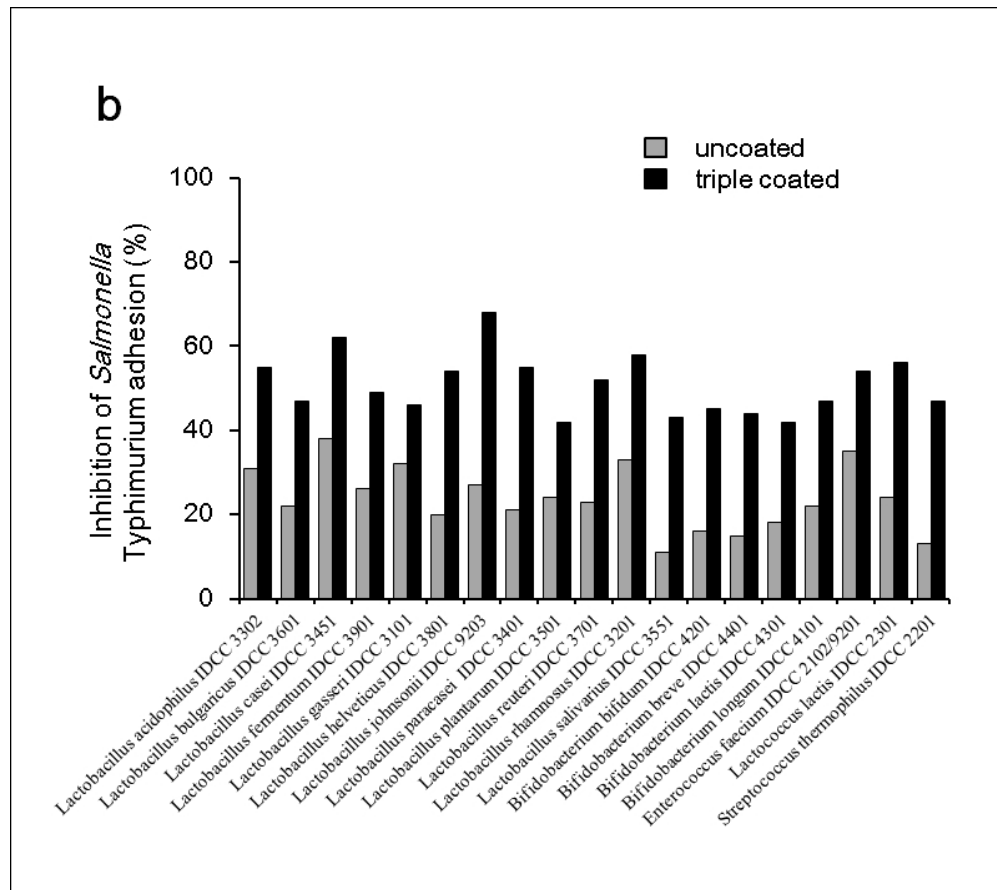 b
uncoated
triple coated
Inhibition of Salmonella
Typhimurium adhesion (%)
100
80
60
40
20
0
Lactobacillus acidophilus IDCC 3302
Lactobacillus bulgaricus IDCC 3601
Lactobacillus casei IDCC 3451
Lactobacillus fermentum IDCC 3901
Lactobacillus gasseri IDCC 3101
Lactobacillus helveticus IDCC 3801
Lactobacillus johnsonii IDCC 9203
Lactobacillus paracasei IDCC 3401
Lactobacillus plantarum IDCC 3501
Lactobacillus reuteri IDCC 3701
Lactobacillus rhamnosus IDCC 3201
Lactobacillus salivarius IDCC 3551
Bifidobacterium bifidum IDCC 4201
Bifidobacterium breve IDCC 4401
Bifidobacterium lactis IDCC 4301
Bifidobacterium longum IDCC 4101
Enterococcus faecium IDCC 2102/9201
Lactococcus lactis IDCC 2301
Streptococcus thermophilus IDCC 2201